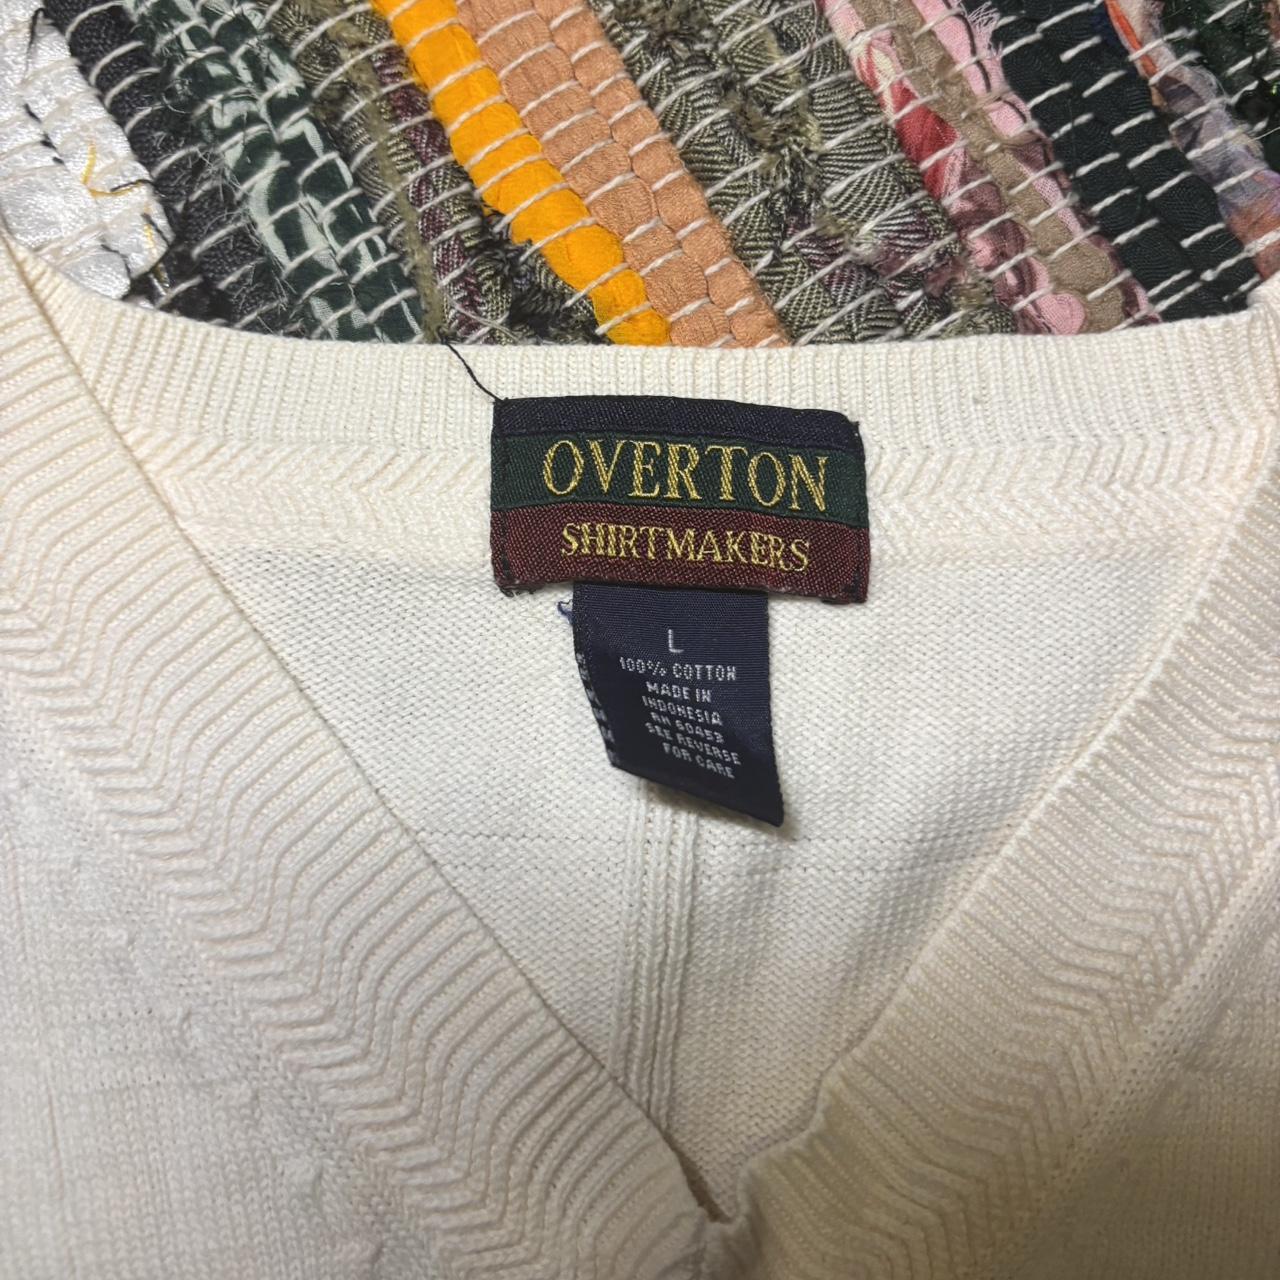 OVERTON
SHIRTMAKERS
L
100% COTTON
MADE IN
INDONESIA
RN 60453
SEE REVERSE
FOR CARE